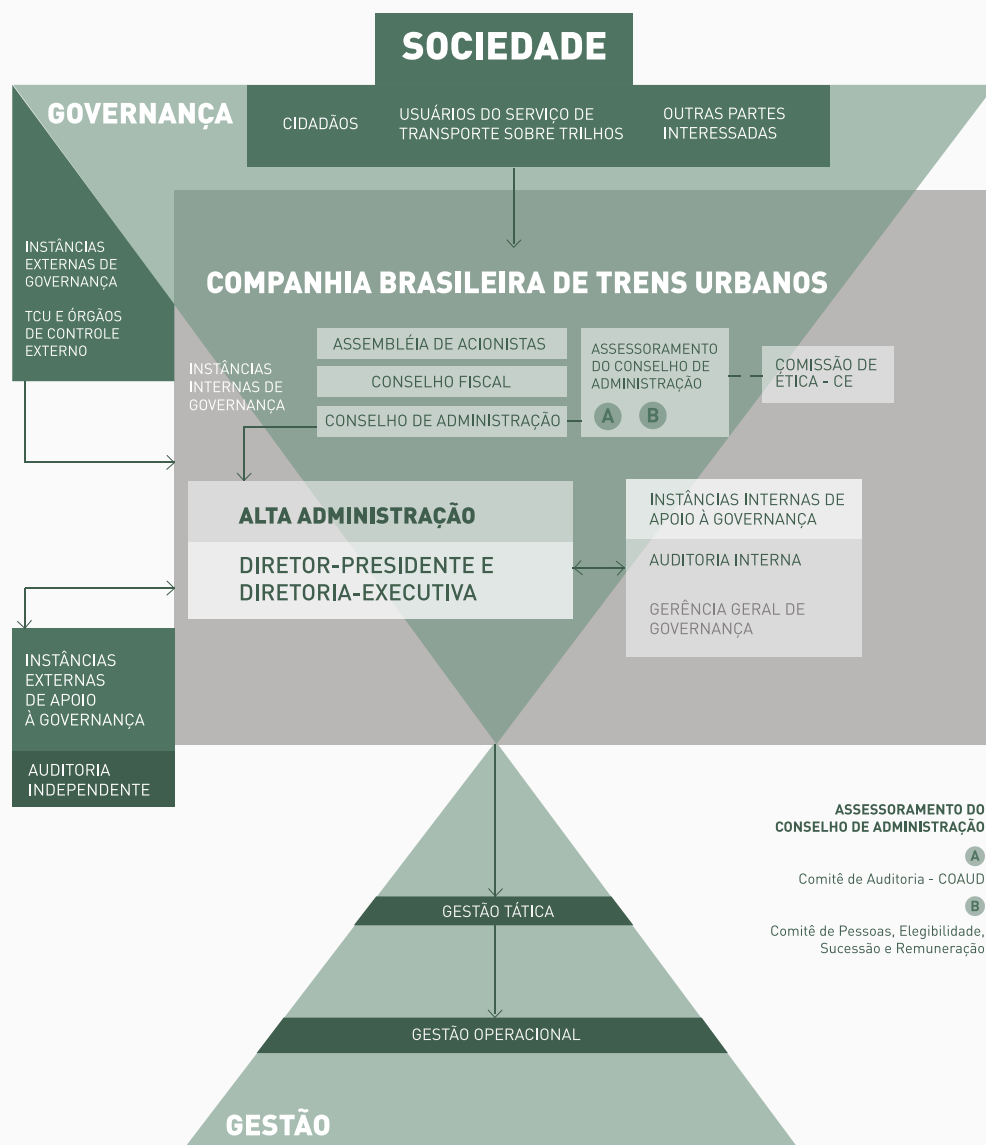 SOCIEDADE
GOVERNANÇA
CIDADÃOS
USUÁRIOS DO SERVIÇO DE
TRANSPORTE SOBRE TRILHOS
OUTRAS PARTES
INTERESSADAS
INSTÂNCIAS
EXTERNAS DE
GOVERNANÇA
TCU E ÓRGÃOS
DE CONTROLE
EXTERNO
COMPANHIA BRASILEIRA DE TRENS URBANOS
INSTÂNCIAS
INTERNAS DE
GOVERNANÇA
ASSEMBLÉIA DE ACIONISTAS
CONSELHO FISCAL
CONSELHO DE ADMINISTRAÇÃO
ASSESSORAMENTO
DO CONSELHO DE
ADMINISTRAÇÃO
A B
COMISSÃO DE
ÉTICA - CE
ALTA ADMINISTRAÇÃO
DIRETOR-PRESIDENTE E
DIRETORIA-EXECUTIVA
INSTÂNCIAS INTERNAS DE
APOIO À GOVERNANÇA
AUDITORIA INTERNA
GERÊNCIA GERAL DE
GOVERNANÇA
INSTÂNCIAS
EXTERNAS
DE APOIO
À GOVERNANÇA
AUDITORIA
INDEPENDENTE
ASSESSORAMENTO DO
CONSELHO DE ADMINISTRAÇÃO
A
Comitê de Auditoria - COAUD
B
Comitê de Pessoas, Elegibilidade,
Sucessão e Remuneração
GESTÃO TÁTICA
GESTÃO OPERACIONAL
GESTÃO